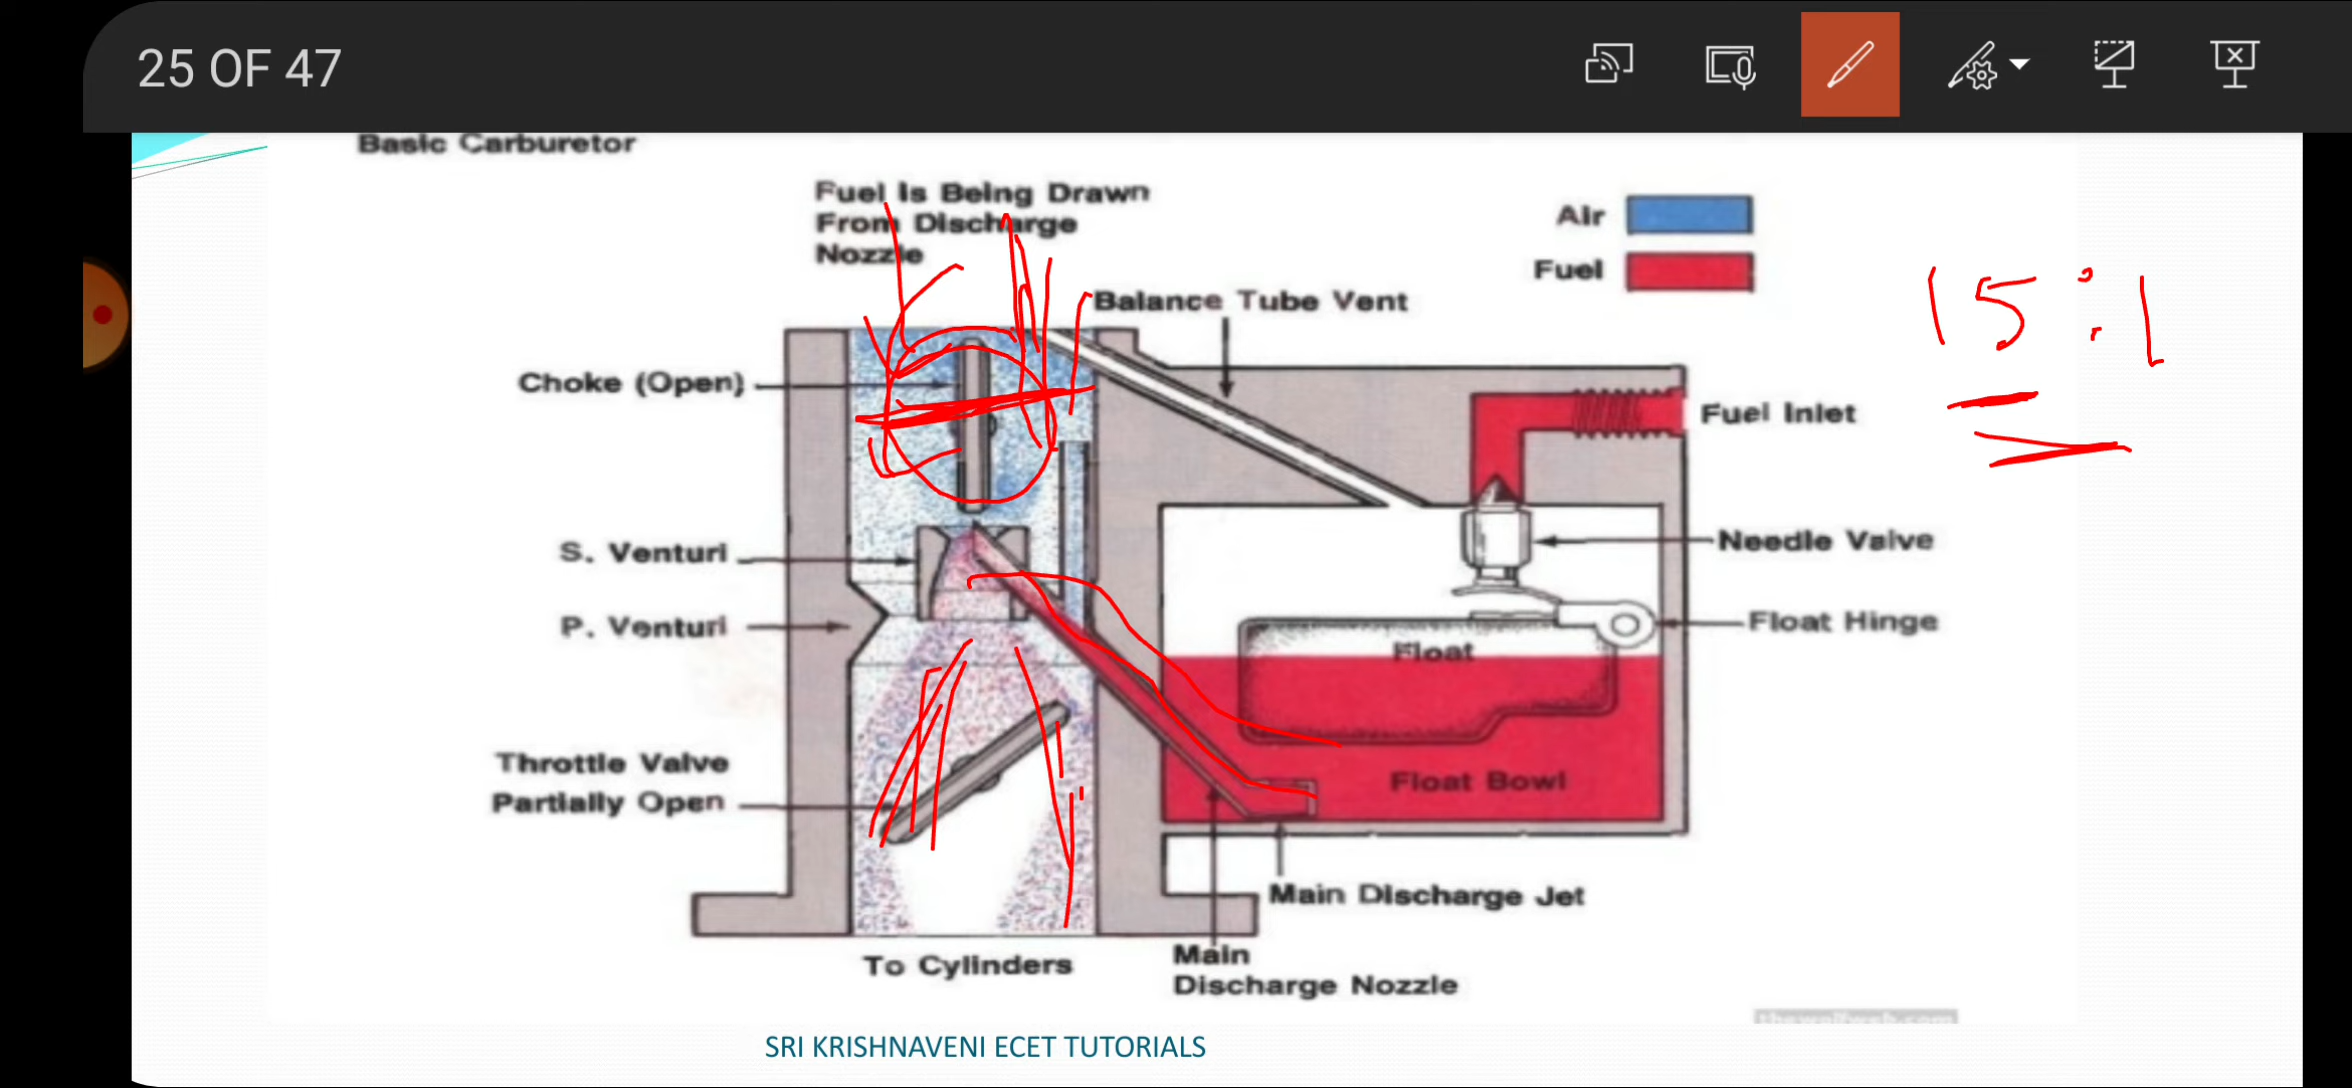 25 OF 47
Basic Carburetor
Fuel Is Being Drawn
From Discharge
Nozzle
Air
Fuel
15:1
Balance Tube Vent
Choke (Open)
Fuel Inlet
S. Venturi
Needle Valve
P. Venturi
Float Hinge
Float
Throttle Valve
Partially Open
Float Bowl
Main Discharge Jet
To Cylinders
Main
Discharge Nozzle
SRI KRISHNAVENI ECET TUTORIALS